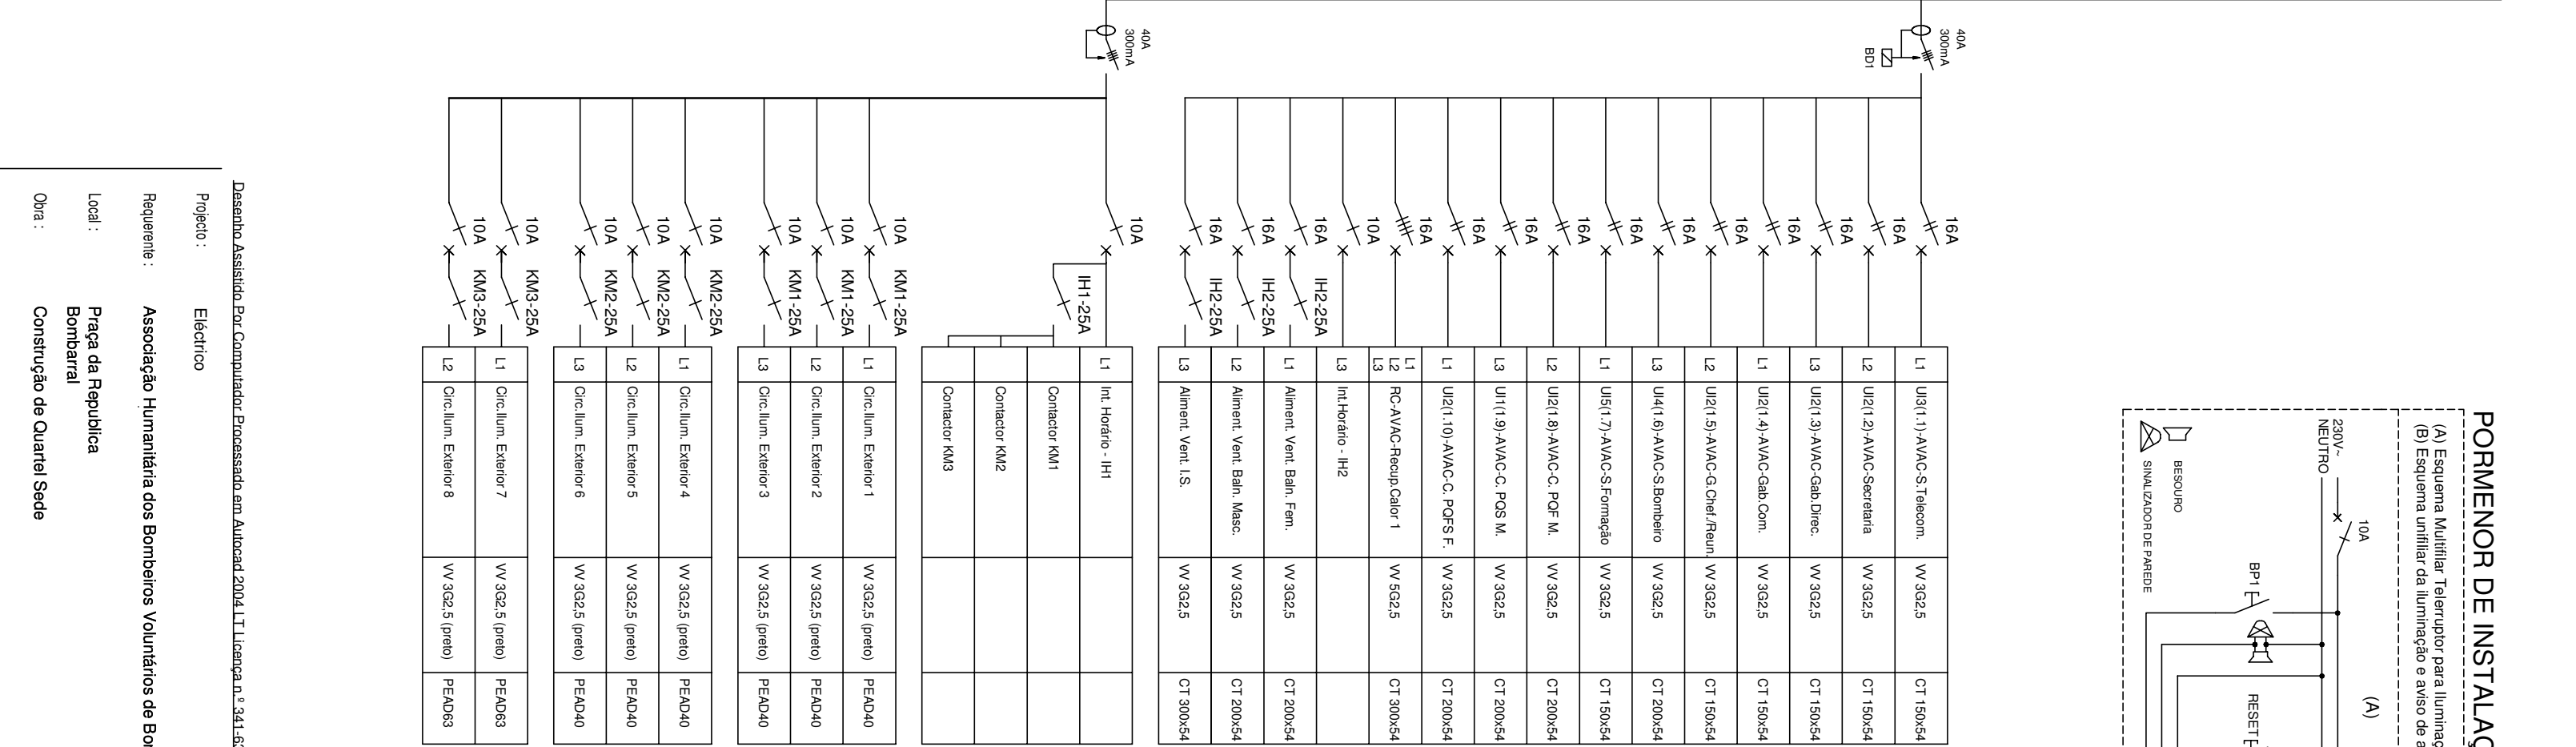 PORMENOR DE INSTALAÇ
(A) Esquema Multifilar Telerruptor para Iluminaç
(B) Esquema unifiliar da iluminação e aviso de a
(A)
230V~
NEUTRO
10A
BP1
RESET
BESOURO
SINALIZADOR DE PAREDE
40A
300mA
BD1
16A
L1 UI3(1.1)-AVAC-S.Telecom. VV 3G2,5 CT 150x54
16A
L2 UI2(1.2)-AVAC-Secretaria VV 3G2,5 CT 150x54
16A
L3 UI2(1.3)-AVAC-Gab.Direc. VV 3G2,5 CT 150x54
16A
L1 UI2(1.4)-AVAC-Gab.Com. VV 3G2,5 CT 150x54
16A
L2 UI2(1.5)-AVAC-G.Chef./Reun. VV 3G2,5 CT 150x54
16A
L3 UI4(1.6)-AVAC-S.Bombeiro VV 3G2,5 CT 150x54
16A
L1 UI5(1.7)-AVAC-S.Formação VV 3G2,5 CT 150x54
16A
L2 UI2(1.8)-AVAC-C. PQF M. VV 3G2,5 CT 200x54
16A
L3 UI1(1.9)-AVAC-C. PQS M. VV 3G2,5 CT 200x54
16A
L1 UI2(1.10)-AVAC-C. PQFS F. VV 3G2,5 CT 200x54
16A
L1
L2
L3 RC-AVAC-Recup.Calor 1 VV 5G2,5 CT 300x54
10A
L3 Int.Horário - IH2
16A IH2-25A
L1 Aliment. Vent. Baln. Fem. VV 3G2,5 CT 200x54
16A IH2-25A
L2 Aliment. Vent. Baln. Masc. VV 3G2,5 CT 200x54
16A IH2-25A
L3 Aliment. Vent. I.S. VV 3G2,5 CT 300x54
40A
300mA
10A
L1 Int. Horário - IH1
IH1-25A
Contactor KM1
Contactor KM2
Contactor KM3
10A KM1-25A
L1 Circ.Ilum. Exterior 1 VV 3G2,5 (preto) PEAD40
10A KM1-25A
L2 Circ.Ilum. Exterior 2 VV 3G2,5 (preto) PEAD40
10A KM1-25A
L3 Circ.Ilum. Exterior 3 VV 3G2,5 (preto) PEAD40
10A KM2-25A
L1 Circ.Ilum. Exterior 4 VV 3G2,5 (preto) PEAD40
10A KM2-25A
L2 Circ.Ilum. Exterior 5 VV 3G2,5 (preto) PEAD40
10A KM2-25A
L3 Circ.Ilum. Exterior 6 VV 3G2,5 (preto) PEAD40
10A KM3-25A
L1 Circ.Ilum. Exterior 7 VV 3G2,5 (preto) PEAD63
10A KM3-25A
L2 Circ.Ilum. Exterior 8 VV 3G2,5 (preto) PEAD63
Desenho Assistido Por Computador Processado em Autocad 2004 LT Licença n.º 341-6
Projecto : Eléctrico
Requerente : Associação Humanitária dos Bombeiros Voluntários de Bo
Local : Praça da Republica
Bombarral
Obra : Construção de Quartel Sede